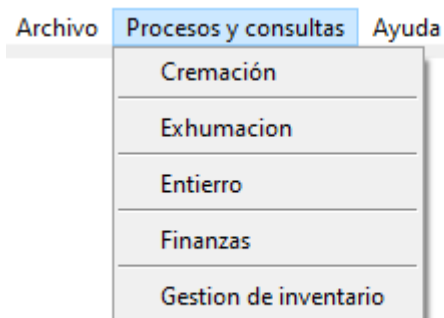 Archivo Procesos y consultas Ayuda
Cremación
Exhumacion
Entierro
Finanzas
Gestion de inventario